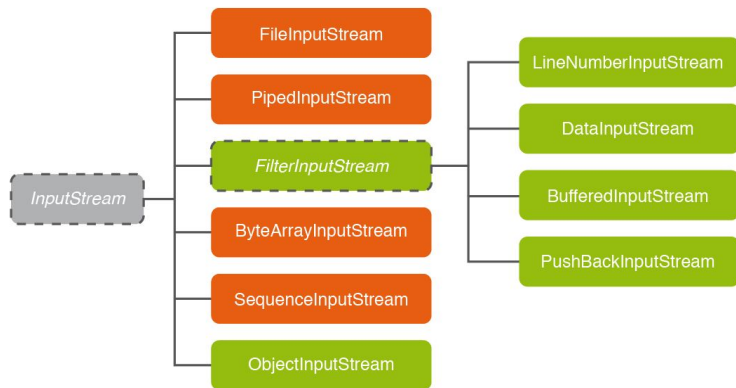 InputStream
FileInputStream
PipedInputStream
FilterInputStream
ByteArrayInputStream
SequenceInputStream
ObjectInputStream
LineNumberInputStream
DataInputStream
BufferedInputStream
PushBackInputStream